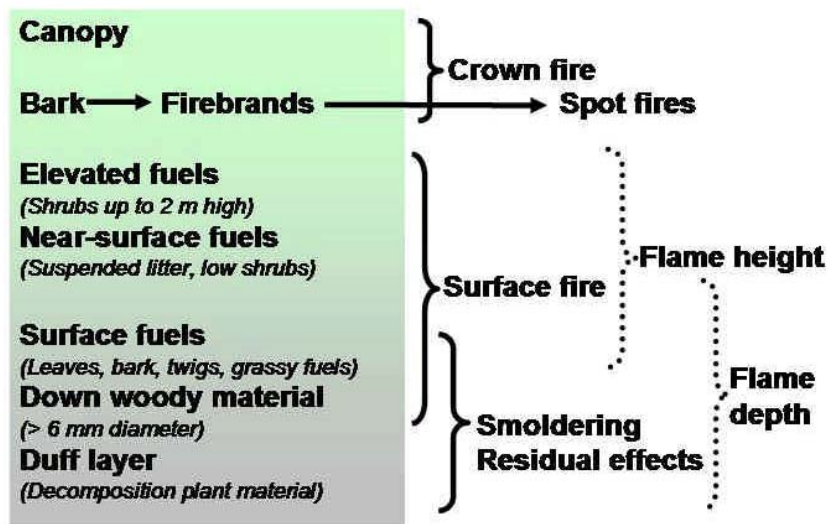 Canopy
Crown fire
Bark Firebrands Spot fires
Elevated fuels
(Shrubs up to 2 m high)
Near-surface fuels
(Suspended litter, low shrubs)
Flame height
Surface fire
Surface fuels
(Leaves, bark, twigs, grassy fuels)
Down woody material
(> 6 mm diameter)
Duff layer
(Decomposition plant material)
Flame
depth
Smoldering
Residual effects